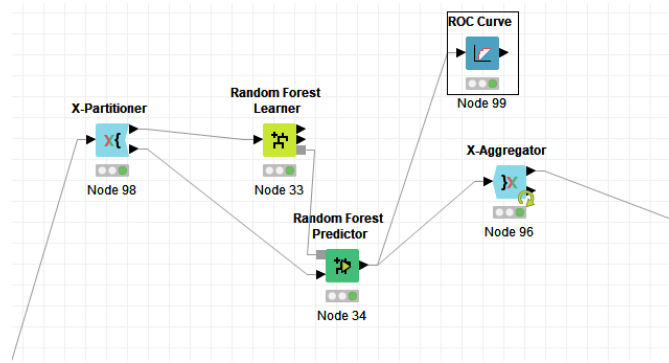 ROC Curve
Node 99
X-Partitioner
Node 98
Random Forest
Learner
Node 33
X-Aggregator
Node 96
Random Forest
Predictor
Node 34